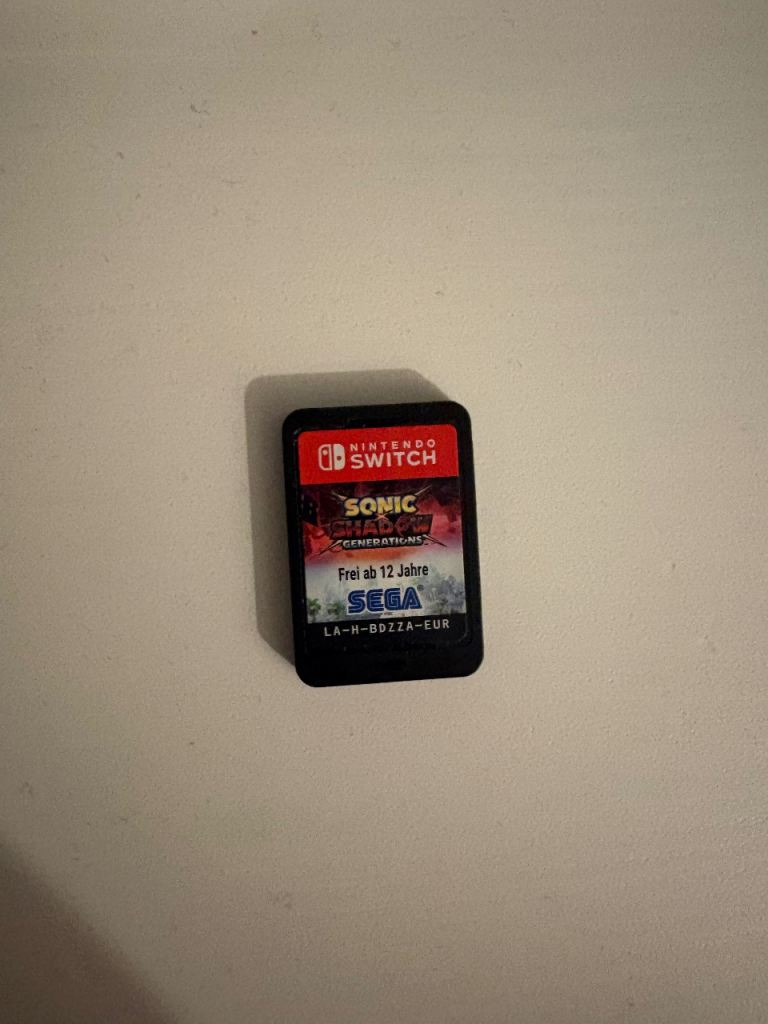 NINTENDO
SWITCH
SONIC
X
SHADOW
GENERATIONS
Frei ab 12 Jahre
SEGA
LA-H-BDZZA-EUR